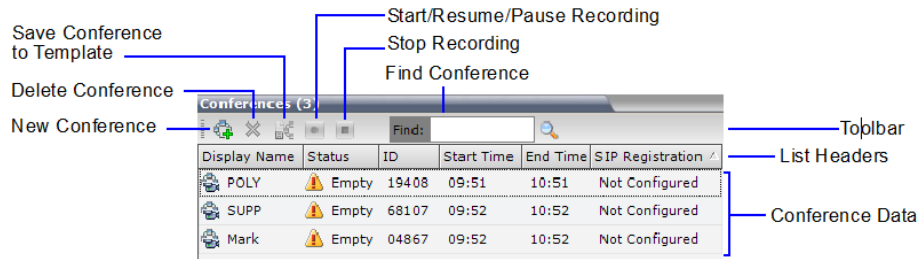 Start/Resume/Pause Recording
Save Conference
to Template
Stop Recording
Find Conference
Delete Conference
Conferences (3)
New Conference
Find:
Toolbar
Display Name Status ID Start Time End Time SIP Registration
List Headers
POLY Empty 19408 09:51 10:51 Not Configured
SUPP Empty 68107 09:52 10:52 Not Configured
Conference Data
Mark Empty 04867 09:52 10:52 Not Configured